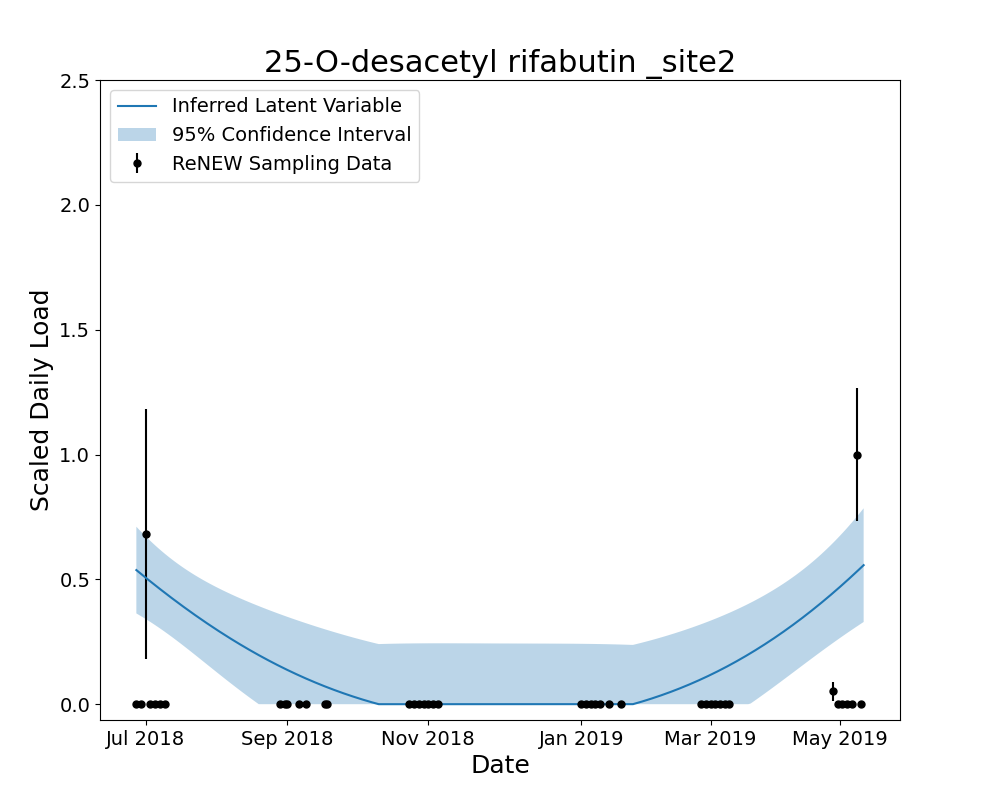 25-O-desacetyl rifabutin _site2
Inferred Latent Variable
95% Confidence Interval
ReNEW Sampling Data
2.5
2.0
1.5
1.0
0.5
0.0
Scaled Daily Load
Jul 2018
Sep 2018
Nov 2018
Jan 2019
Mar 2019
May 2019
Date